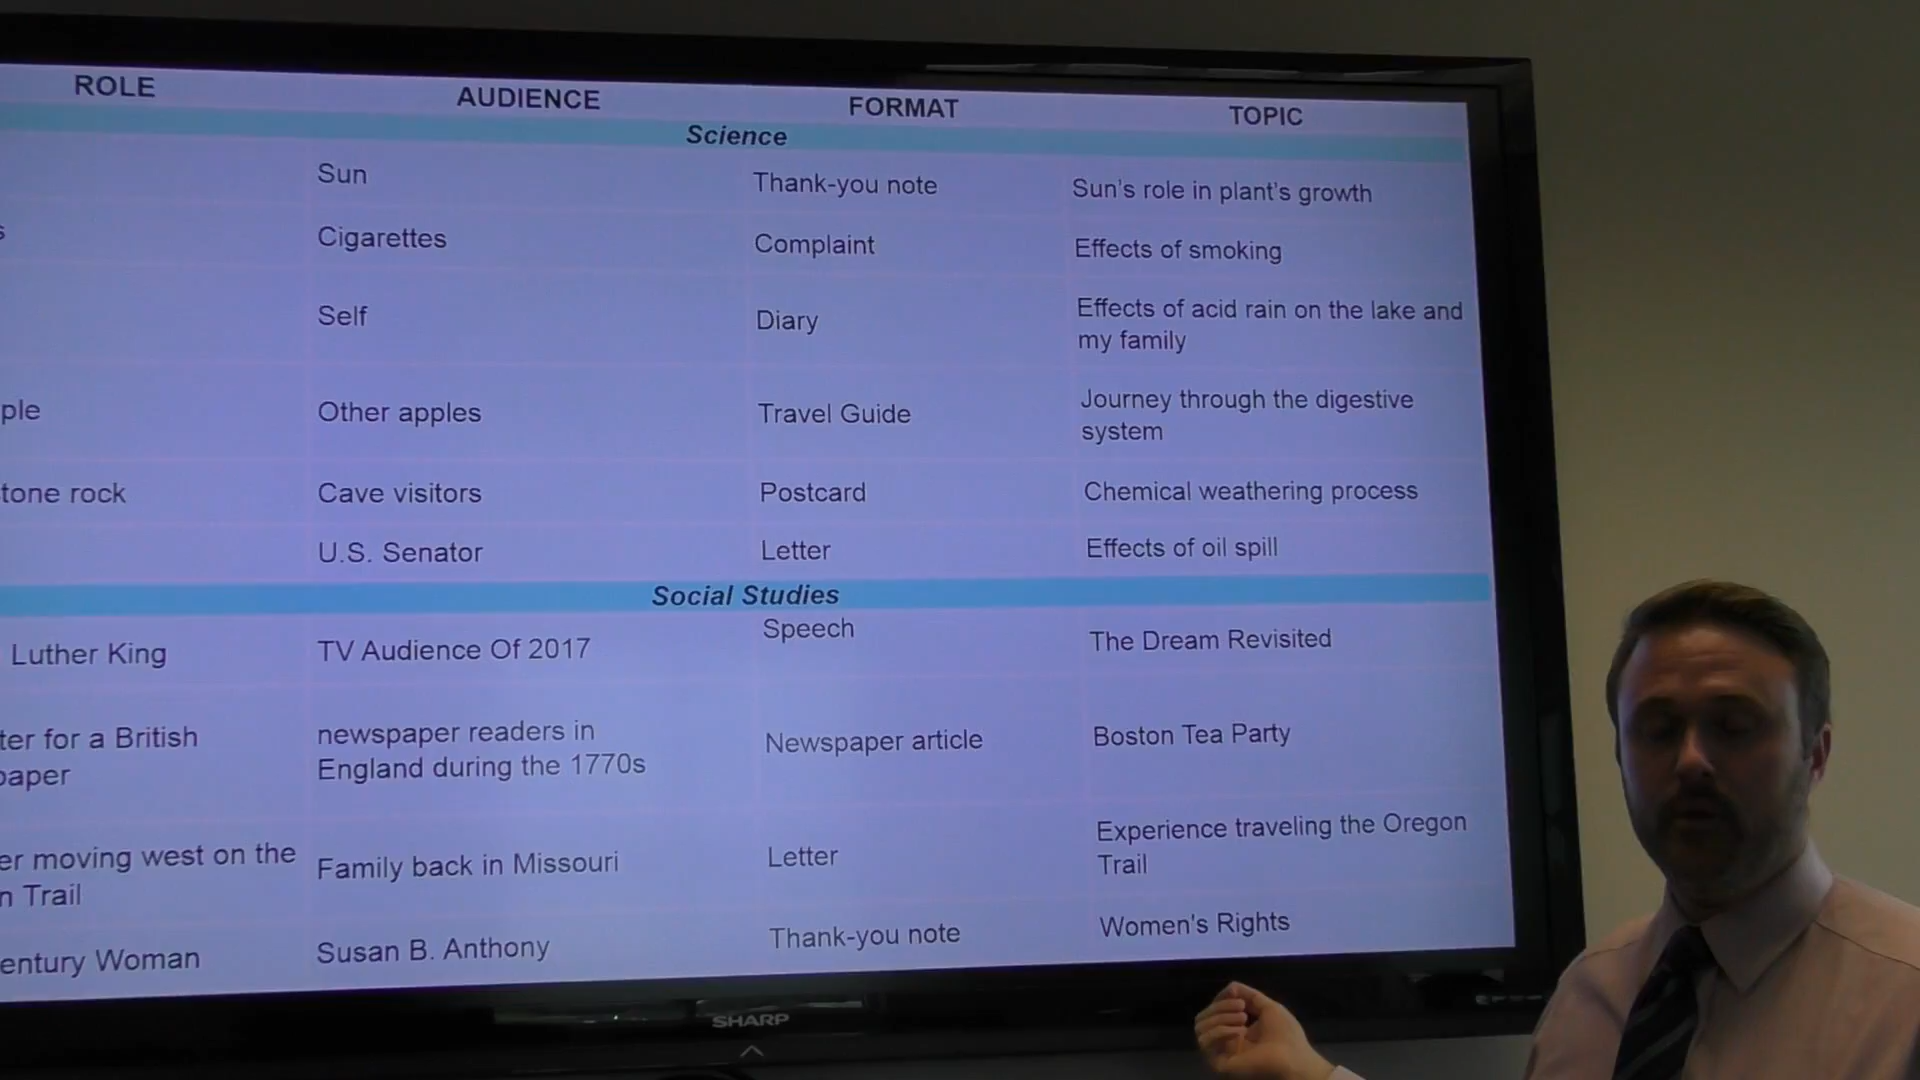 ROLE AUDIENCE FORMAT TOPIC
Science
Sun Thank-you note Sun's role in plant's growth
s Cigarettes Complaint Effects of smoking
Self Diary Effects of acid rain on the lake and
my family
ple Other apples Travel Guide Journey through the digestive
system
tone rock Cave visitors Postcard Chemical weathering process
U.S. Senator Letter Effects of oil spill
Social Studies
Luther King TV Audience Of 2017 Speech The Dream Revisited
ter for a British newspaper readers in Newspaper article Boston Tea Party
paper England during the 1770s
er moving west on the Family back in Missouri Letter Experience traveling the Oregon
n Trail Trail
entury Woman Susan B. Anthony Thank-you note Women's Rights
SHARP